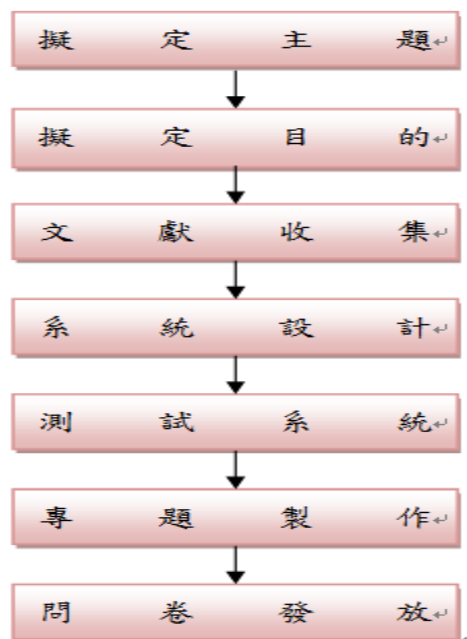 擬定主題
擬定目的
文獻收集
系統設計
測試系統
專題製作
問卷發放